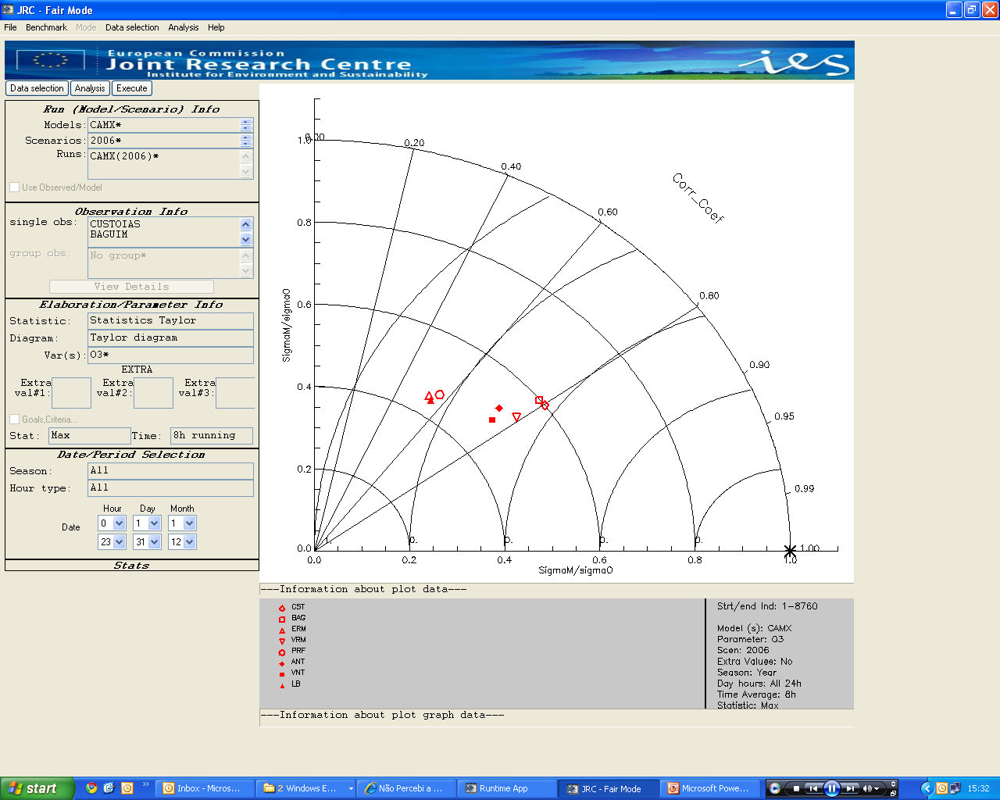 JRC - Fair Mode
File Benchmark Mode Data selection Analysis Help
European Commission
Joint Research Centre
Institute for Environment and Sustainability
ies
Data selection Analysis Execute
Run (Model/Scenario) Info
Models: CAMX*
Scenarios: 2006*
Runs: CAMX(2006)*
Use Observed/Model
Observation Info
single obs: CUSTOIAS
BAGUIM
group obs: No group*
View Details
Elaboration/Parameter Info
Statistic: Statistics Taylor
Diagram: Taylor diagram
Var(s): O3*
EXTRA
Extra val#1: Extra val#2: Extra val#3:
Goals,Criteria...
Stat: Max Time: 8h running
Date/Period Selection
Season: All
Hour type: All
Hour Day Month
Date 0 1 1
23 31 12
Stats
1.0 0.00 0.20 0.40 0.60 0.80 0.90 0.95 0.99 1.00
Corr_Coef
0.8
0.6
0.4
0.2
0.0
SigmaM/sigmaO
1. 0. 0. 0. 0.
0.0 0.2 0.4 0.6 0.8 1.0
SigmaM/sigmaO
---Information about plot data---
CST
BAG
ERM
VRM
PRF
ANT
VNT
LB
Strt/end Ind: 1-8760
Model (s): CAMX
Parameter: O3
Scen: 2006
Extra Values: No
Season: Year
Day hours: All 24h
Time Average: 8h
Statistic: Max
---Information about plot graph data---
start » Inbox - Micros... 2 Windows E... Não Percebi a ... Runtime App JRC - Fair Mode Microsoft Powe... 15:32